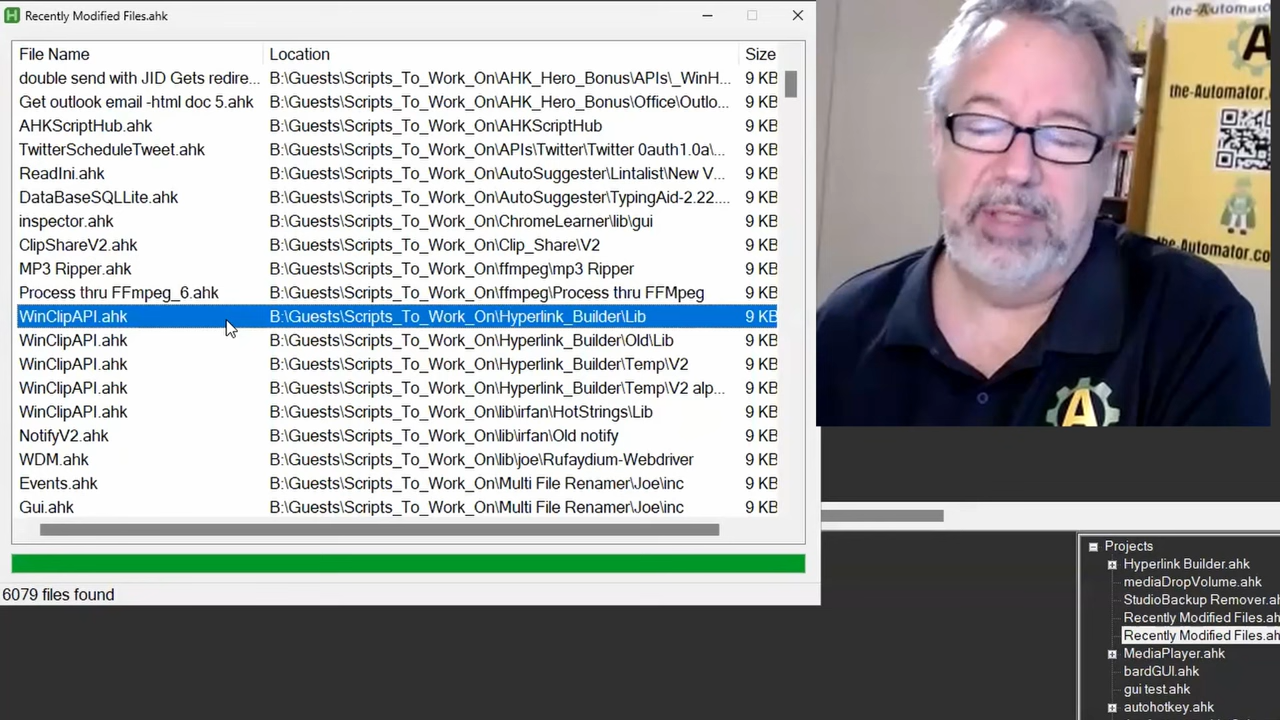 Recently Modified Files.ahk
File Name Location Size
double send with JID Gets redire... B:\Guests\Scripts_To_Work_On\AHK_Hero_Bonus\APIs\_WinH... 9 KB
Get outlook email -html doc 5.ahk B:\Guests\Scripts_To_Work_On\AHK_Hero_Bonus\Office\Outlo... 9 KB
AHKScriptHub.ahk B:\Guests\Scripts_To_Work_On\AHKScriptHub 9 KB
TwitterScheduleTweet.ahk B:\Guests\Scripts_To_Work_On\APIs\Twitter\Twitter 0auth1.0a\... 9 KB
ReadIni.ahk B:\Guests\Scripts_To_Work_On\AutoSuggester\Lintalist\New V... 9 KB
DataBaseSQLLite.ahk B:\Guests\Scripts_To_Work_On\AutoSuggester\TypingAid-2.22.... 9 KB
inspector.ahk B:\Guests\Scripts_To_Work_On\ChromeLearner\lib\gui 9 KB
ClipShareV2.ahk B:\Guests\Scripts_To_Work_On\Clip_Share\V2 9 KB
MP3 Ripper.ahk B:\Guests\Scripts_To_Work_On\ffmpeg\mp3 Ripper 9 KB
Process thru FFmpeg_6.ahk B:\Guests\Scripts_To_Work_On\ffmpeg\Process thru FFMpeg 9 KB
WinClipAPI.ahk B:\Guests\Scripts_To_Work_On\Hyperlink_Builder\Lib 9 KB
WinClipAPI.ahk B:\Guests\Scripts_To_Work_On\Hyperlink_Builder\Old\Lib 9 KB
WinClipAPI.ahk B:\Guests\Scripts_To_Work_On\Hyperlink_Builder\Temp\V2 9 KB
WinClipAPI.ahk B:\Guests\Scripts_To_Work_On\Hyperlink_Builder\Temp\V2 alp... 9 KB
WinClipAPI.ahk B:\Guests\Scripts_To_Work_On\lib\irfan\HotStrings\Lib 9 KB
NotifyV2.ahk B:\Guests\Scripts_To_Work_On\lib\irfan\Old notify 9 KB
WDM.ahk B:\Guests\Scripts_To_Work_On\lib\joe\Rufaydium-Webdriver 9 KB
Events.ahk B:\Guests\Scripts_To_Work_On\Multi File Renamer\Joe\inc 9 KB
Gui.ahk B:\Guests\Scripts_To_Work_On\Multi File Renamer\Joe\inc 9 KB
6079 files found
the-Automator
A
the-Automator.
the-Automator.co
A
Projects
Hyperlink Builder.ahk
mediaDropVolume.ahk
StudioBackup Remover.ah
Recently Modified Files.ah
Recently Modified Files.ah
MediaPlayer.ahk
bardGUI.ahk
gui test.ahk
autohotkey.ahk